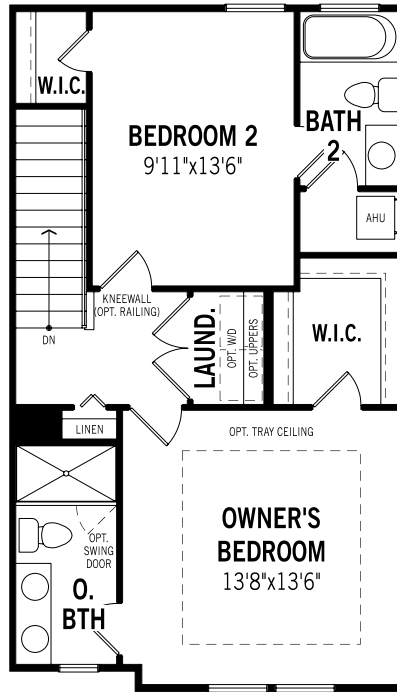 W.I.C.
BEDROOM 2
9'11"x13'6"
BATH
2
AHU
KNEEWALL
(OPT. RAILING)
DN
LAUND.
OPT. W/D
OPT. UPPERS
W.I.C.
LINEN
OPT. TRAY CEILING
OWNER'S
BEDROOM
13'8"x13'6"
OPT.
SWING
DOOR
O.
BTH